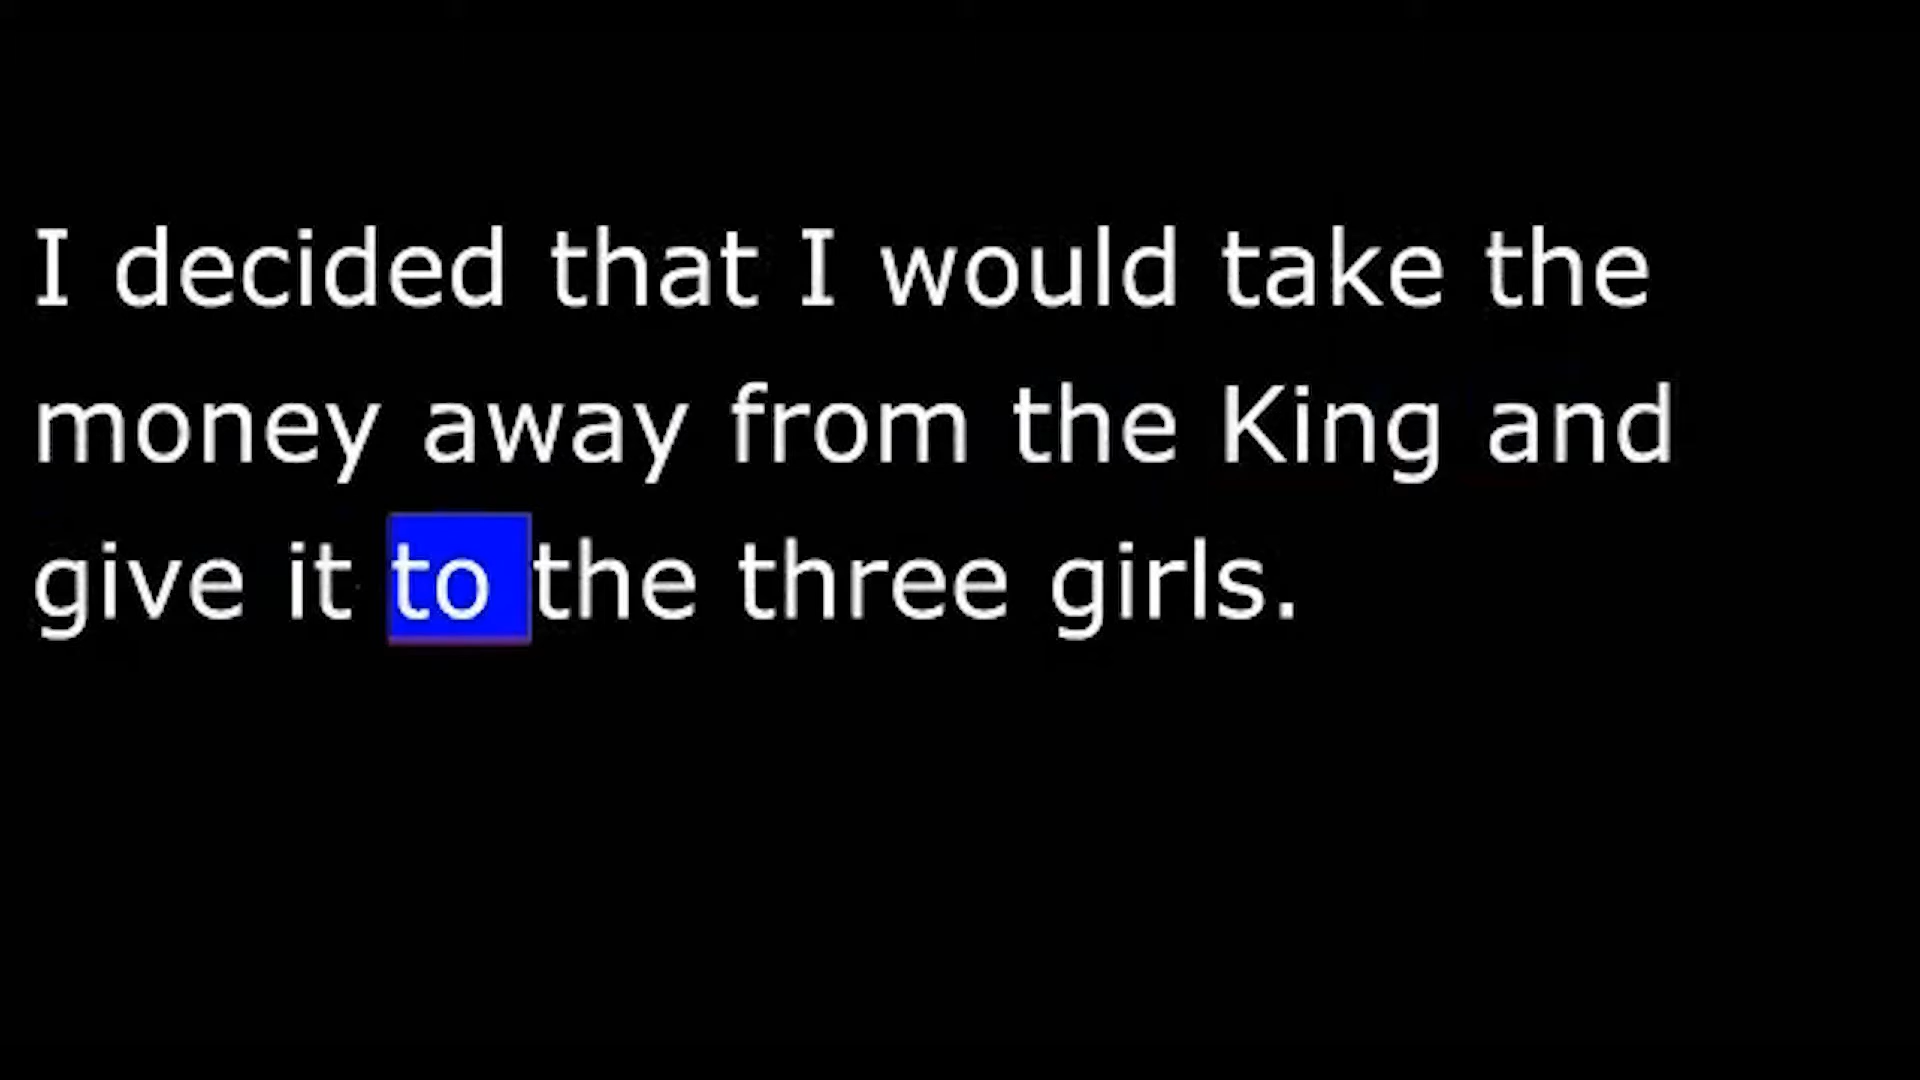 I decided that I would take the
money away from the King and
give it to the three girls.